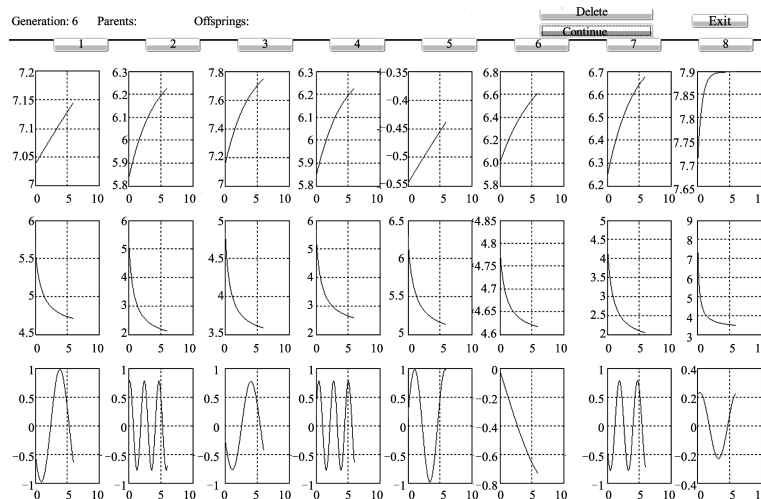 Delete
Generation: 6 Parents: Offsprings: Exit
Continue
1 2 3 4 5 6 7 8
7.2 6.3 7.8 6.3 −0.35 6.8 6.7 7.9
7.15 6.2 7.6 6.2 −0.4 6.6 6.6 7.85
7.1 6.1 6.1 −0.45 6.4 6.5 7.8
6 7.4 6 6.2 6.4 7.75
7.05 5.9 7.2 5.9 −0.5 6.0 6.3 7.7
7 5.8 7 5.8 −0.55 5.8 6.2 7.65
0 5 10 0 5 10 0 5 10 0 5 10 0 5 10 0 5 10 0 5 10 0 5 10
6 6 5 6 6.5 4.85 5 9
5.5 5 5 4.8 4.5 8
4 4.5 4 6 4.75 4 7
5 3 4 3 5.5 4.7 3.5 6
4.65 3 5
2.5 4
4.5 2 3.5 2 5 4.6 2 3
0 5 10 0 5 10 0 5 10 0 5 10 0 5 10 0 5 10 0 5 10 0 5 10
1 1 1 1 1 0 1 0.4
0.5 0.5 0.5 0.5 0.5 −0.2 0.5 0.2
0 0 0 0 0 −0.4 0 0
−0.5 −0.5 −0.5 −0.5 −0.5 −0.6 −0.5 −0.2
−1 −1 −1 −1 −1 −0.8 −1 −0.4
0 5 10 0 5 10 0 5 10 0 5 10 0 5 10 0 5 10 0 5 10 0 5 10